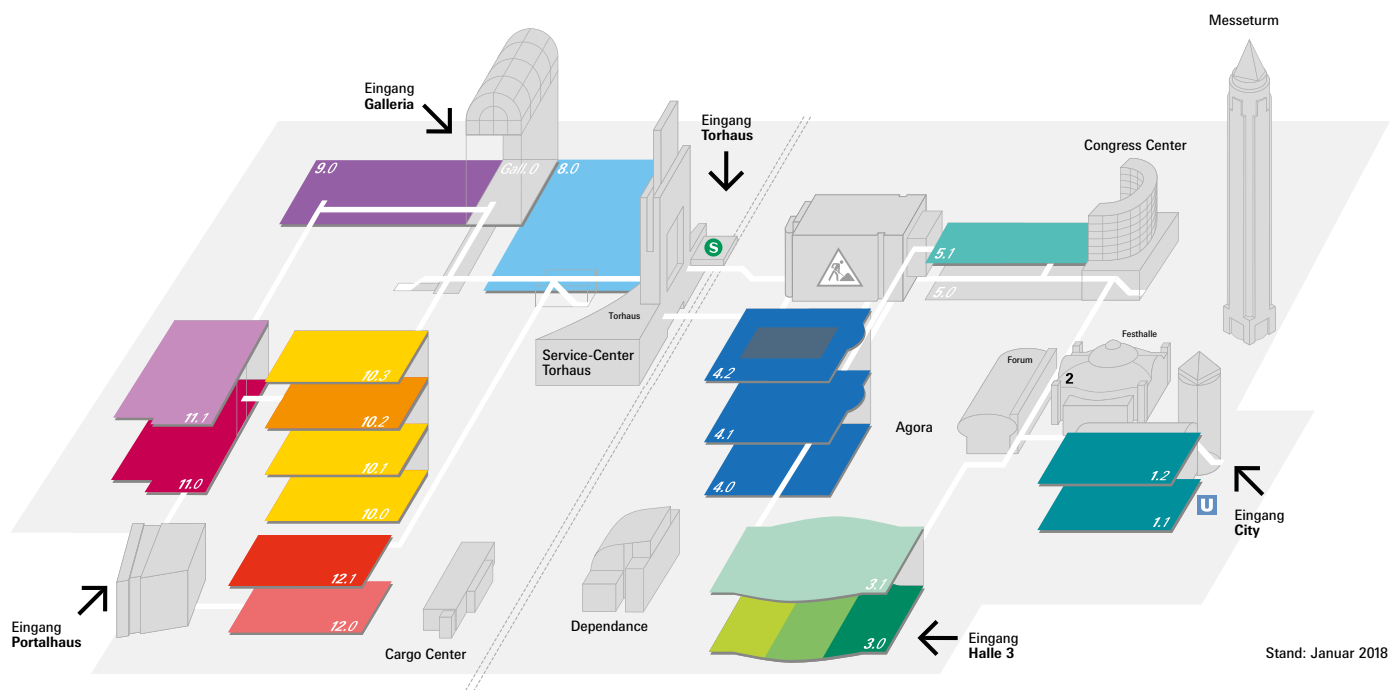 Messeturm
Eingang
Galleria
Eingang
Torhaus
Congress Center
9.0
Gall.0
8.0
S
5.1
5.0
Torhaus
Service-Center
Torhaus
Festhalle
Forum
2
11.1
11.0
10.3
10.2
10.1
10.0
4.2
4.1
4.0
Agora
1.2
1.1
U
Eingang
City
12.1
12.0
3.1
3.0
Eingang
Portalhaus
Cargo Center
Dependance
Eingang
Halle 3
Stand: Januar 2018